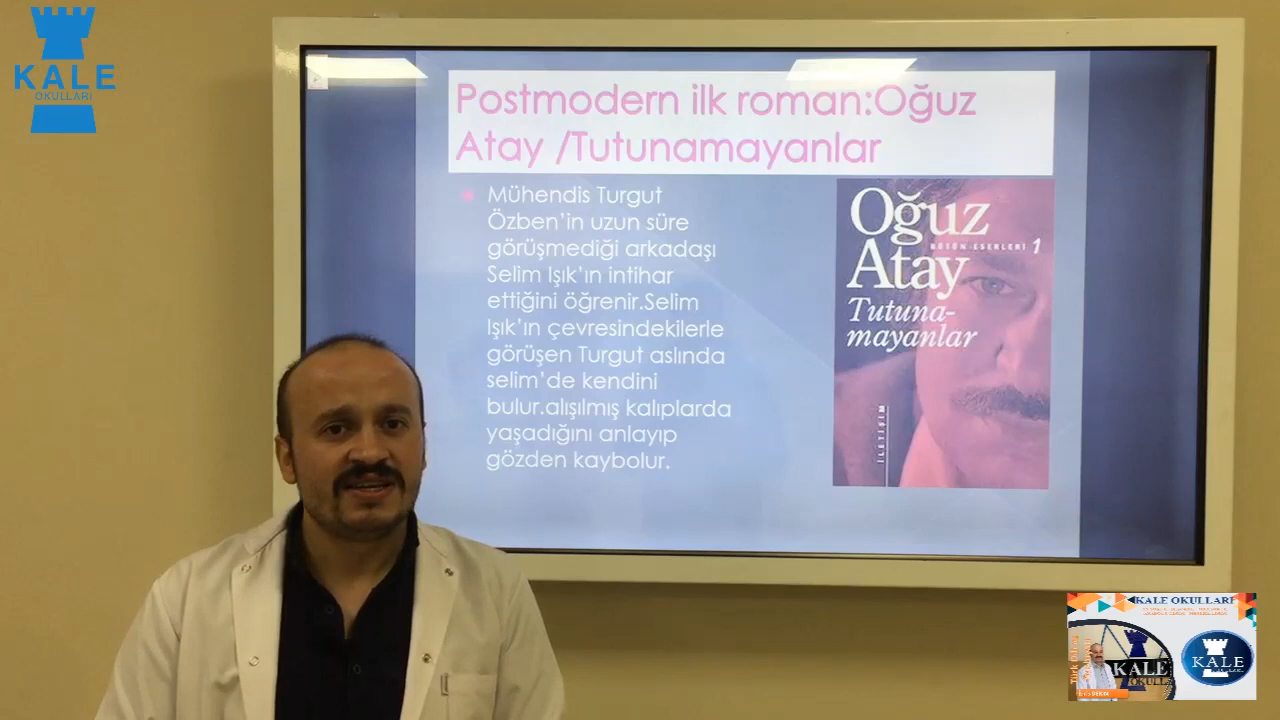 KALE
OKULLARI
Postmodern ilk roman:Oğuz
Atay /Tutunamayanlar
Mühendis Turgut
Özben’in uzun süre
görüşmediği arkadaşı
Selim Işık’ın intihar
ettiğini öğrenir.Selim
Işık’ın çevresindekilerle
görüşen Turgut aslında
selim’de kendini
bulur.alışılmış kalıplarda
yaşadığını anlayıp
gözden kaybolur.
Oğuz
BÜTÜN ESERLERİ 1
Atay
Tutuna-
mayanlar
İLETİŞİM
KALE OKULLARI
KALE
OKULL
KALE